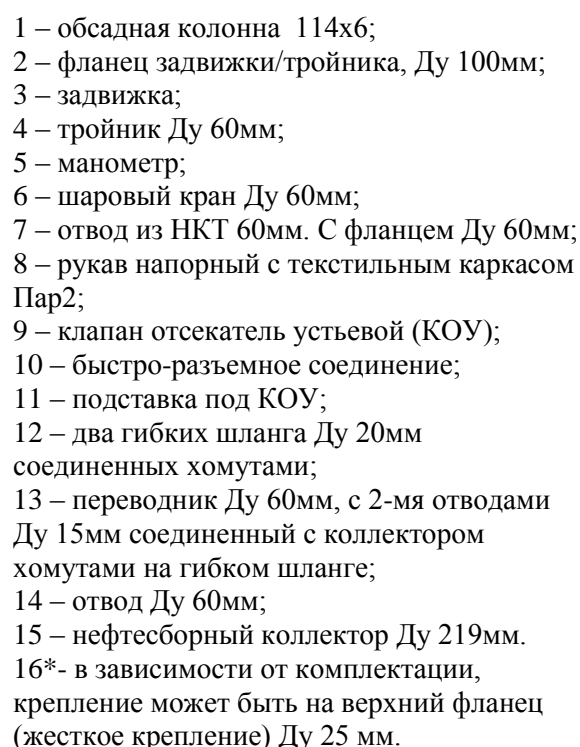 1 – обсадная колонна  114х6;
2 – фланец задвижки/тройника, Ду 100мм;
3 – задвижка;
4 – тройник Ду 60мм;
5 – манометр;
6 – шаровый кран Ду 60мм;
7 – отвод из НКТ 60мм. С фланцем Ду 60мм;
8 – рукав напорный с текстильным каркасом
Пар2;
9 – клапан отсекатель устьевой (КОУ);
10 – быстро-разъемное соединение;
11 – подставка под КОУ;
12 – два гибких шланга Ду 20мм
соединенных хомутами;
13 – переводник Ду 60мм, с 2-мя отводами
Ду 15мм соединенный с коллектором
хомутами на гибком шланге;
14 – отвод Ду 60мм;
15 – нефтесборный коллектор Ду 219мм.
16*- в зависимости от комплектации,
крепление может быть на верхний фланец
(жесткое крепление) Ду 25 мм.